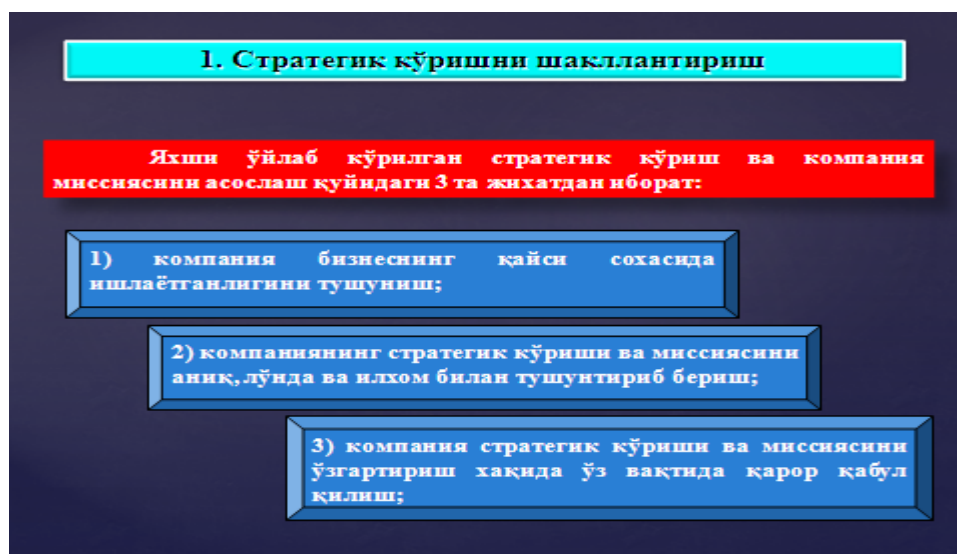 1. Стратегик кўришни шакллантириш
Яхши ўйлаб кўрилган стратегик кўриш ва компания
миссиясини асослаш қуйидаги 3 та жихатдан иборат:
1) компания бизнеснинг қайси сохасида
ишлаётганлигини тушуниш;
2) компаниянинг стратегик кўриши ва миссиясини
аниқ, лўнда ва илхом билан тушунтириб бериш;
3) компания стратегик кўриши ва миссиясини
ўзгартириш хақида ўз вақтида қарор қабул
қилиш;